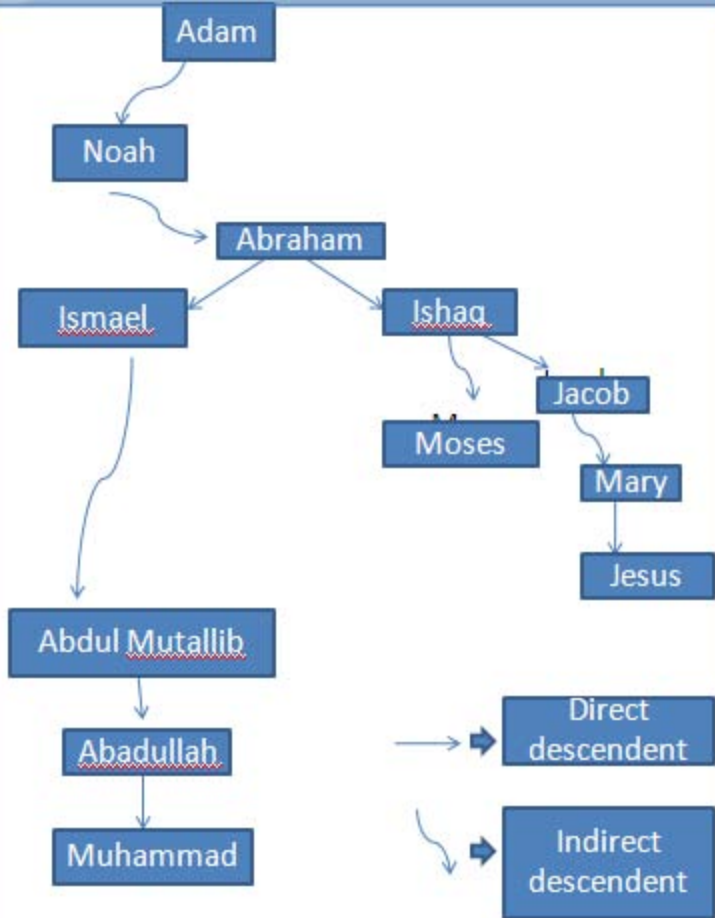 Adam
Noah
Abraham
Ismael
Ishaq
Jacob
Moses
Mary
Jesus
Abdul Mutallib
Abadullah
Muhammad
Direct
descendent
Indirect
descendent